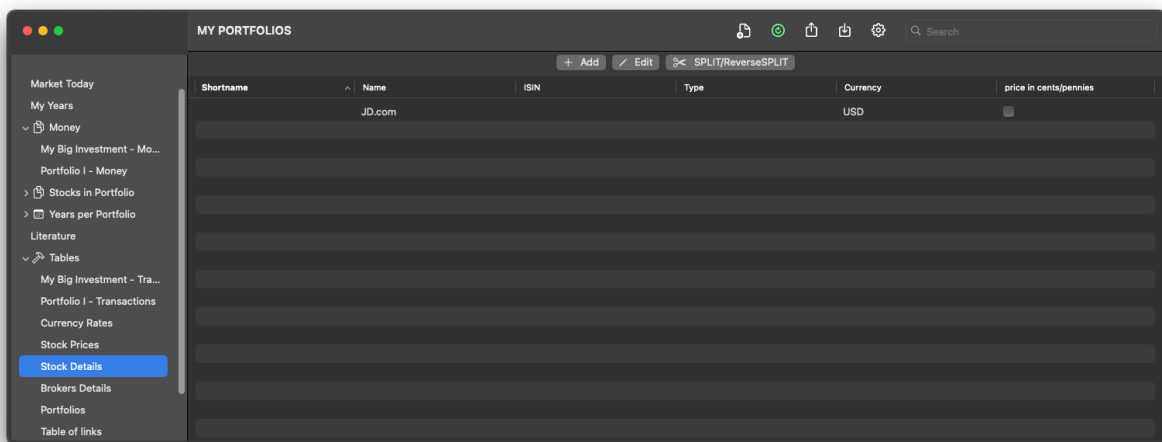 MY PORTFOLIOS
Search
+ Add
Edit
SPLIT/ReverseSPLIT
Market Today
My Years
Money
My Big Investment - Mo...
Portfolio I - Money
Stocks in Portfolio
Years per Portfolio
Literature
Tables
My Big Investment - Tra...
Portfolio I - Transactions
Currency Rates
Stock Prices
Stock Details
Brokers Details
Portfolios
Table of links
Shortname Name ISIN Type Currency price in cents/pennies
JD.com USD